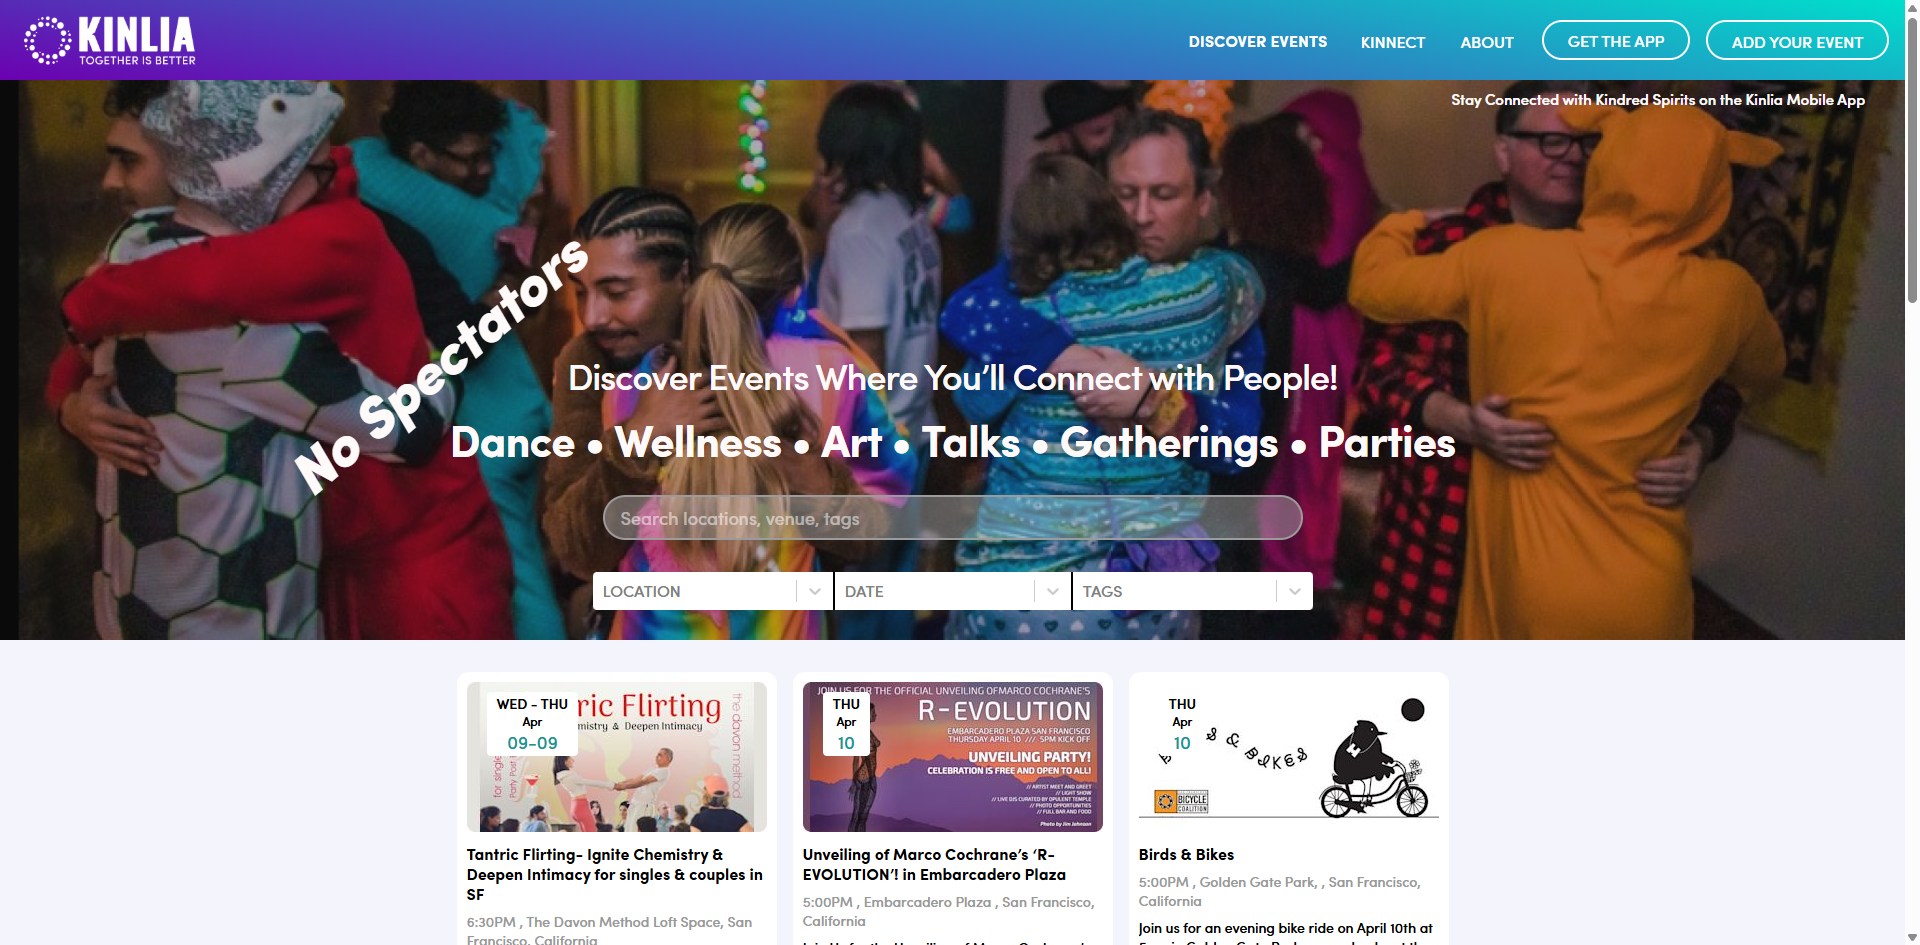 KINLIA
TOGETHER IS BETTER
DISCOVER EVENTS
KINNECT
ABOUT
GET THE APP
ADD YOUR EVENT
Stay Connected with Kindred Spirits on the Kinlia Mobile App
No Spectators
Discover Events Where You'll Connect with People!
Dance • Wellness • Art • Talks • Gatherings • Parties
Search locations, venue, tags
LOCATION
DATE
TAGS
WED - THU
Apr
09-09
ric Flirting
mistry & Deepen Intimacy
the davon method
for single
Party Post
Tantric Flirting- Ignite Chemistry &
Deepen Intimacy for singles & couples in
SF
6:30PM , The Davon Method Loft Space, San
Francisco, California
JOIN US FOR THE OFFICIAL UNVEILING OF MARCO COCHRANE'S
THU
Apr
10
R-EVOLUTION
EMBARCADERO PLAZA SAN FRANCISCO
THURSDAY APRIL 10 /// 5PM KICK OFF
UNVEILING PARTY!
CELEBRATION IS FREE AND OPEN TO ALL!
// ARTIST MEET AND GREET
// LIGHT SHOW
// LIVE DJS CURATED BY OPULENT TEMPLE
// PHOTO OPPORTUNITIES
// FULL BAR AND FOOD
Photo by Jim Johnson
Unveiling of Marco Cochrane's 'R-
EVOLUTION'! in Embarcadero Plaza
5:00PM , Embarcadero Plaza , San Francisco,
California
THU
Apr
10
S & BIKES
BICYCLE
COALITION
Birds & Bikes
5:00PM , Golden Gate Park, , San Francisco,
California
Join us for an evening bike ride on April 10th at